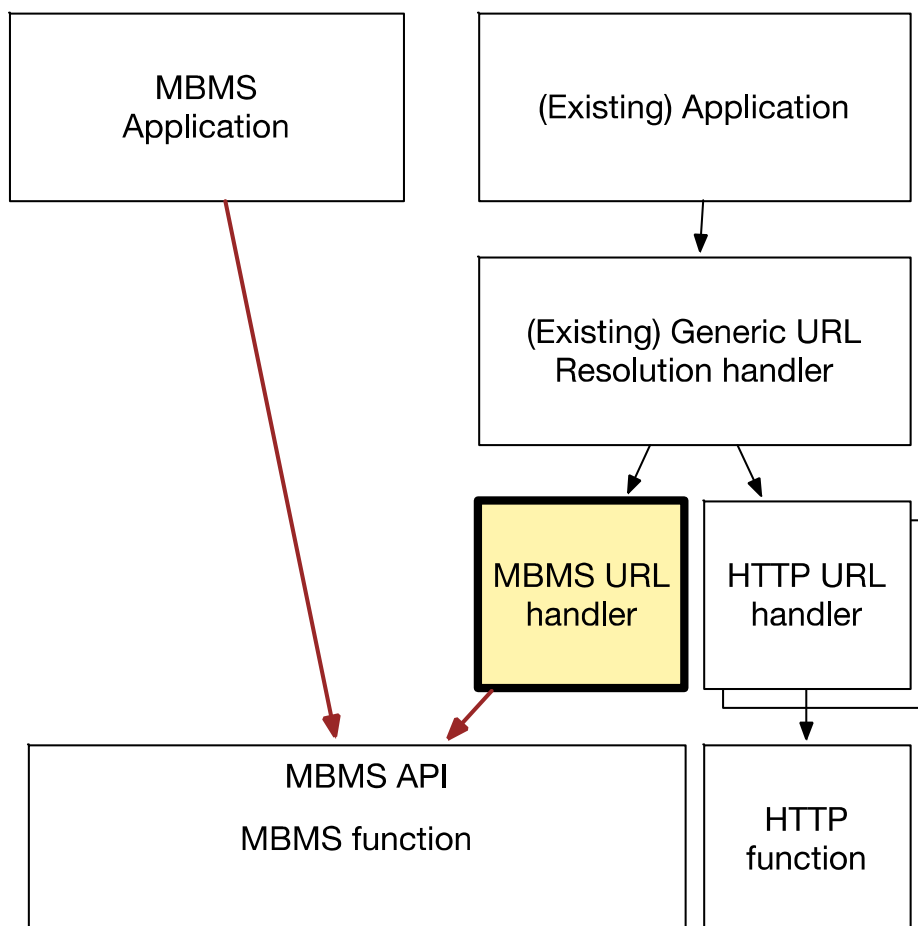 MBMS
Application
(Existing) Application
(Existing) Generic URL
Resolution handler
MBMS URL
handler
HTTP URL
handler
MBMS API
MBMS function
HTTP
function